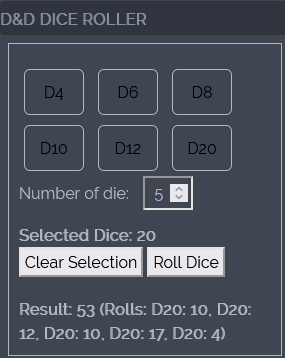 D&D DICE ROLLER
D4 D6 D8
D10 D12 D20
Number of die: 5
Selected Dice: 20
Clear Selection Roll Dice
Result: 53 (Rolls: D20: 10, D20:
12, D20: 10, D20: 17, D20: 4)